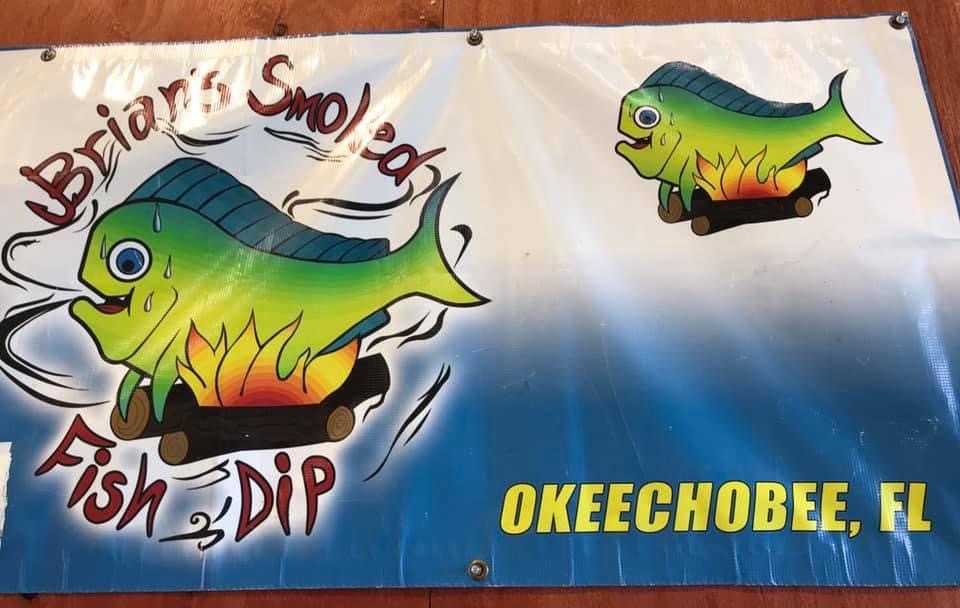 Brian's Smoked
Fish Dip
OKEECHOBEE, FL